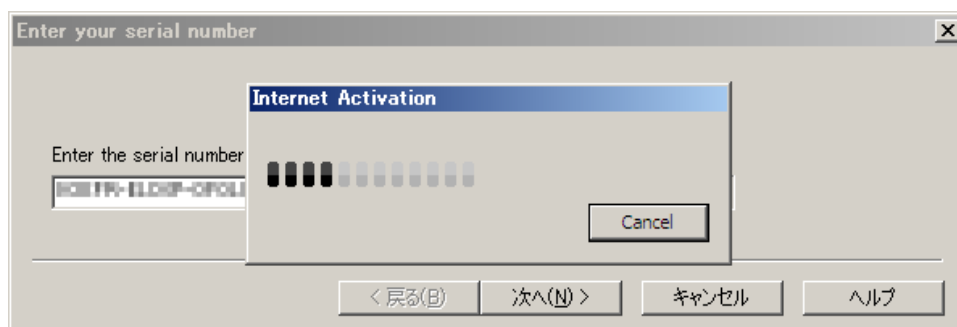 Enter your serial number
Internet Activation
Enter the serial number
Cancel
< 戻る(B)
次へ(N) >
キャンセル
ヘルプ